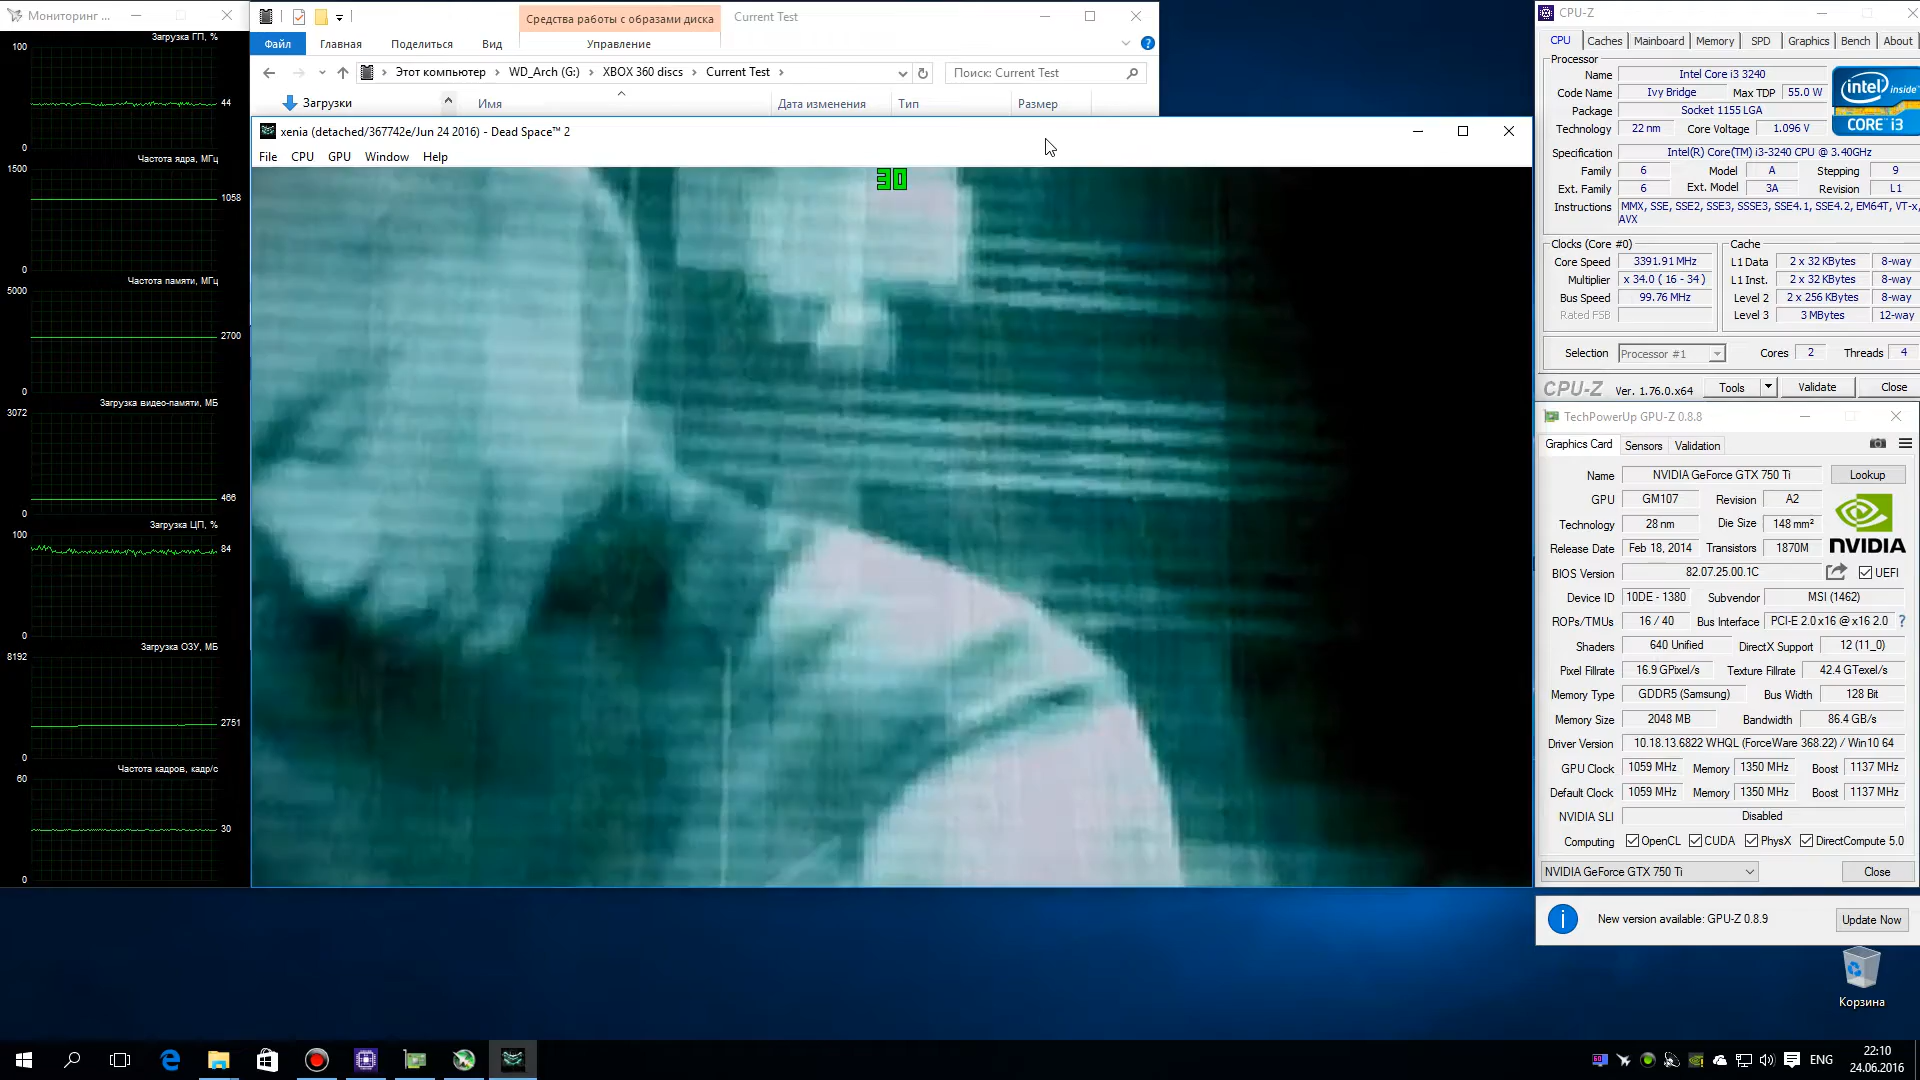 Мониторинг ...
Загрузка ГП, %
100
44
0
Частота ядра, МГц
1500
1058
0
Частота памяти, МГц
5000
2700
0
Загрузка видео-памяти, МБ
3072
466
0
Загрузка ЦП, %
100
84
0
Загрузка ОЗУ, МБ
8192
2751
0
Частота кадров, кадр/с
60
30
0
Средства работы с образами диска
Current Test
Файл
Главная
Поделиться
Вид
Управление
Этот компьютер > WD_Arch (G:) > XBOX 360 discs > Current Test >
Поиск: Current Test
Загрузки
Имя
Дата изменения
Тип
Размер
xenia (detached/367742e/Jun 24 2016) - Dead Space™ 2
File CPU GPU Window Help
30
CPU-Z
CPU Caches Mainboard Memory SPD Graphics Bench About
Processor
Name Intel Core i3 3240
Code Name Ivy Bridge Max TDP 55.0 W
Package Socket 1155 LGA
Technology 22 nm Core Voltage 1.096 V
intel inside
CORE i3
Specification Intel(R) Core(TM) i3-3240 CPU @ 3.40GHz
Family 6 Model A Stepping 9
Ext. Family 6 Ext. Model 3A Revision L1
Instructions MMX, SSE, SSE2, SSE3, SSSE3, SSE4.1, SSE4.2, EM64T, VT-x,
AVX
Clocks (Core #0)
Core Speed 3391.91 MHz
Multiplier x 34.0 ( 16 - 34 )
Bus Speed 99.76 MHz
Rated FSB
Cache
L1 Data 2 x 32 KBytes 8-way
L1 Inst. 2 x 32 KBytes 8-way
Level 2 2 x 256 KBytes 8-way
Level 3 3 MBytes 12-way
Selection Processor #1 Cores 2 Threads 4
CPU-Z Ver. 1.76.0.x64 Tools Validate Close
TechPowerUp GPU-Z 0.8.8
Graphics Card Sensors Validation
Name NVIDIA GeForce GTX 750 Ti Lookup
GPU GM107 Revision A2
Technology 28 nm Die Size 148 mm²
Release Date Feb 18, 2014 Transistors 1870M
NVIDIA
BIOS Version 82.07.25.00.1C UEFI
Device ID 10DE - 1380 Subvendor MSI (1462)
ROPs/TMUs 16 / 40 Bus Interface PCI-E 2.0 x16 @ x16 2.0 ?
Shaders 640 Unified DirectX Support 12 (11_0)
Pixel Fillrate 16.9 GPixel/s Texture Fillrate 42.4 GTexel/s
Memory Type GDDR5 (Samsung) Bus Width 128 Bit
Memory Size 2048 MB Bandwidth 86.4 GB/s
Driver Version 10.18.13.6822 WHQL (ForceWare 368.22) / Win10 64
GPU Clock 1059 MHz Memory 1350 MHz Boost 1137 MHz
Default Clock 1059 MHz Memory 1350 MHz Boost 1137 MHz
NVIDIA SLI Disabled
Computing OpenCL CUDA PhysX DirectCompute 5.0
NVIDIA GeForce GTX 750 Ti Close
New version available: GPU-Z 0.8.9 Update Now
Корзина
ENG
22:10
24.06.2016